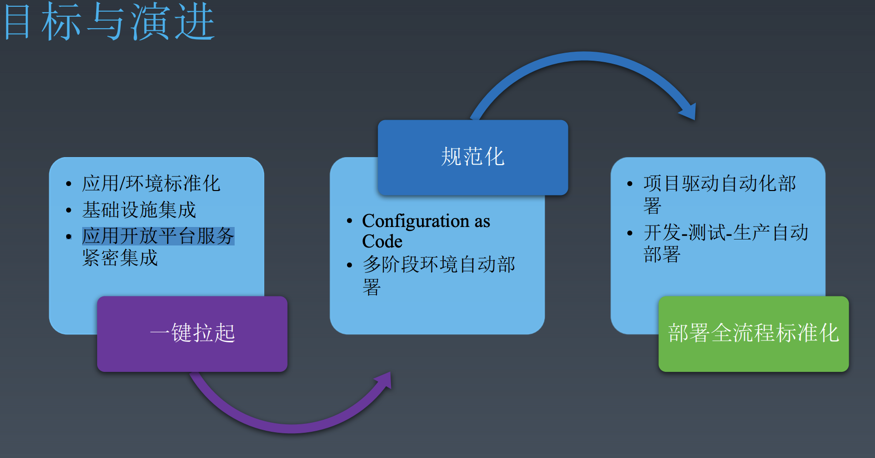 目标与演进
• 应用/环境标准化
• 基础设施集成
• 应用开放平台服务
紧密集成
一键拉起
规范化
• Configuration as
Code
• 多阶段环境自动部
署
• 项目驱动自动化部
署
• 开发-测试-生产自动
部署
部署全流程标准化